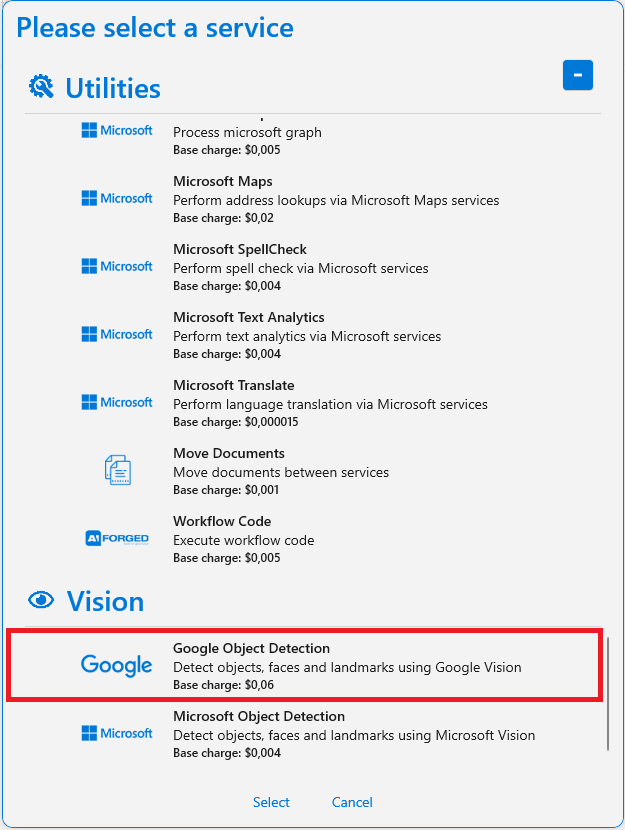 Please select a service
Utilities
-
Microsoft
Process microsoft graph
Base charge: $0,005
Microsoft Maps
Microsoft
Perform address lookups via Microsoft Maps services
Base charge: $0,02
Microsoft SpellCheck
Microsoft
Perform spell check via Microsoft services
Base charge: $0,004
Microsoft Text Analytics
Microsoft
Perform text analytics via Microsoft services
Base charge: $0,004
Microsoft Translate
Microsoft
Perform language translation via Microsoft services
Base charge: $0,000015
Move Documents
Move documents between services
Base charge: $0,001
Workflow Code
AIFORGED
Execute workflow code
Base charge: $0,005
Vision
Google Object Detection
Google
Detect objects, faces and landmarks using Google Vision
Base charge: $0,06
Microsoft Object Detection
Microsoft
Detect objects, faces and landmarks using Microsoft Vision
Base charge: $0,004
Select Cancel